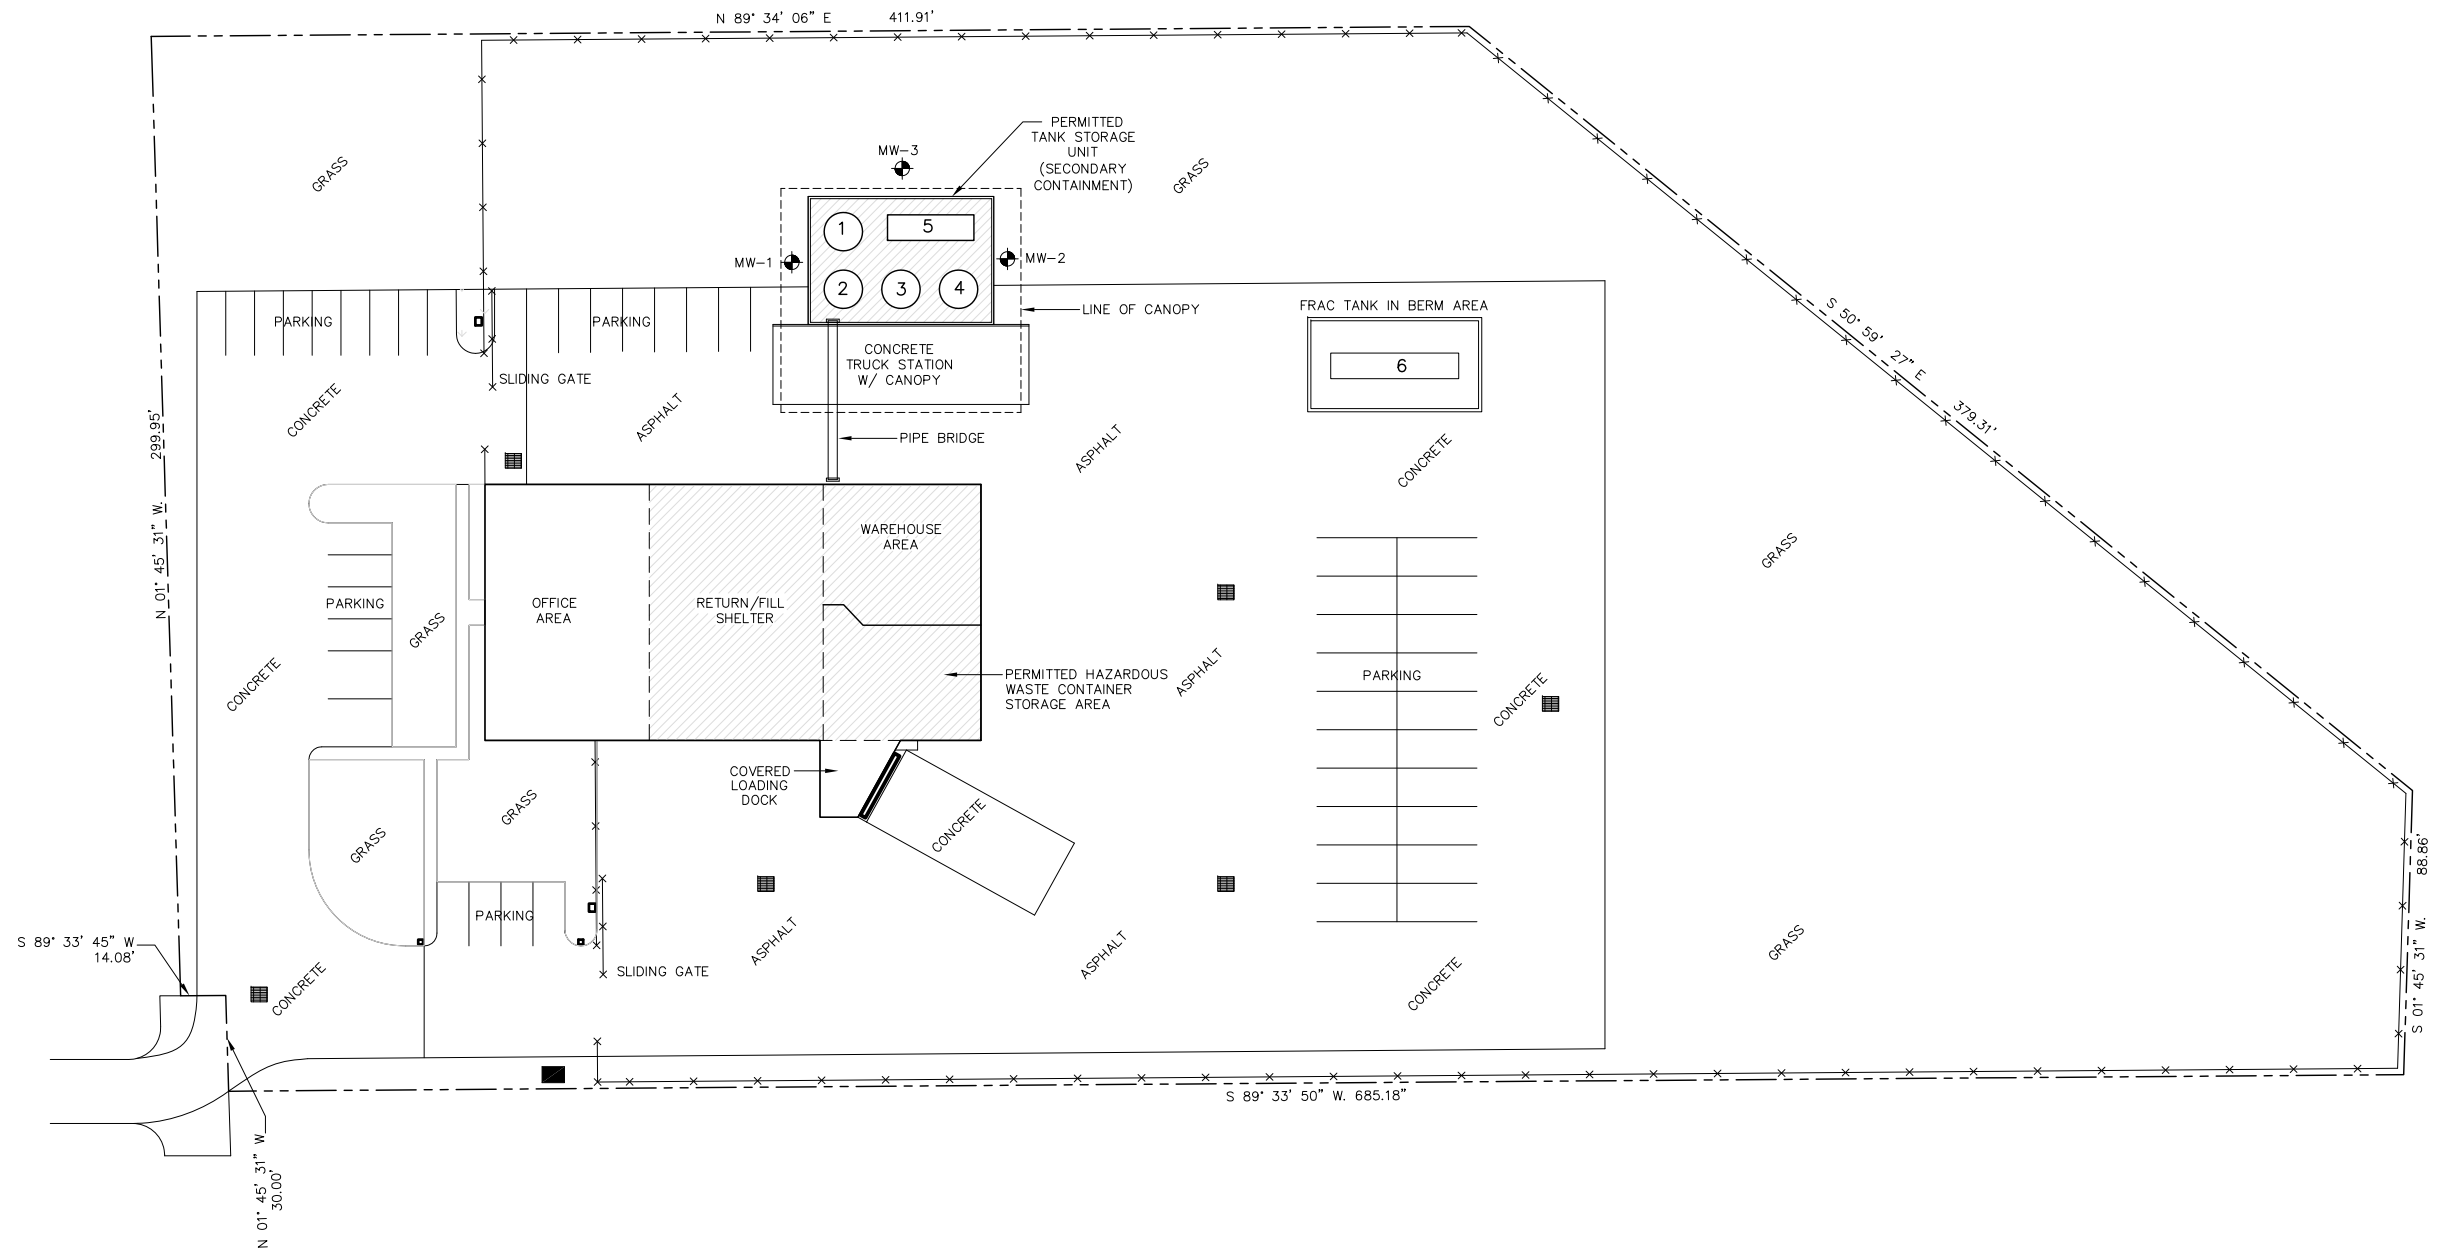 N 89° 34' 06" E 411.91'
GRASS
MW-3
PERMITTED
TANK STORAGE
UNIT
(SECONDARY
CONTAINMENT)
GRASS
1
5
MW-1
MW-2
2
3
4
LINE OF CANOPY
FRAC TANK IN BERM AREA
6
PARKING
PARKING
CONCRETE
TRUCK STATION
W/ CANOPY
SLIDING GATE
S 50° 59' 27" E
379.31'
299.95'
N 01° 45' 31" W.
CONCRETE
ASPHALT
PIPE BRIDGE
ASPHALT
CONCRETE
WAREHOUSE
AREA
GRASS
PARKING
GRASS
OFFICE
AREA
RETURN/FILL
SHELTER
CONCRETE
PERMITTED HAZARDOUS
WASTE CONTAINER
STORAGE AREA
ASPHALT
PARKING
CONCRETE
COVERED
LOADING
DOCK
GRASS
GRASS
CONCRETE
88.86'
S 01° 45' 31" W.
PARKING
S 89° 33' 45" W
14.08'
ASPHALT
ASPHALT
GRASS
SLIDING GATE
CONCRETE
CONCRETE
S 89° 33' 50" W. 685.18"
N 01° 45' 31" W
30.00'